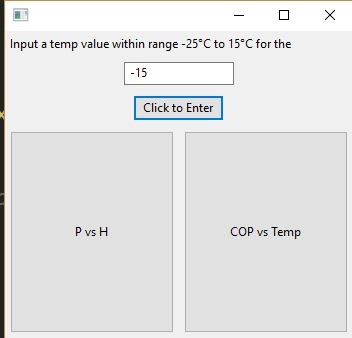 Input a temp value within range -25°C to 15°C for the
-15
Click to Enter
P vs H
COP vs Temp